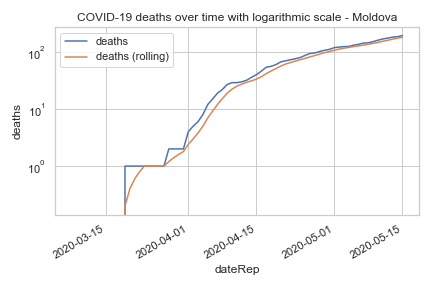 COVID-19 deaths over time with logarithmic scale - Moldova
deaths
deaths (rolling)
10²
10¹
10⁰
deaths
2020-03-15
2020-04-01
2020-04-15
2020-05-01
2020-05-15
dateRep